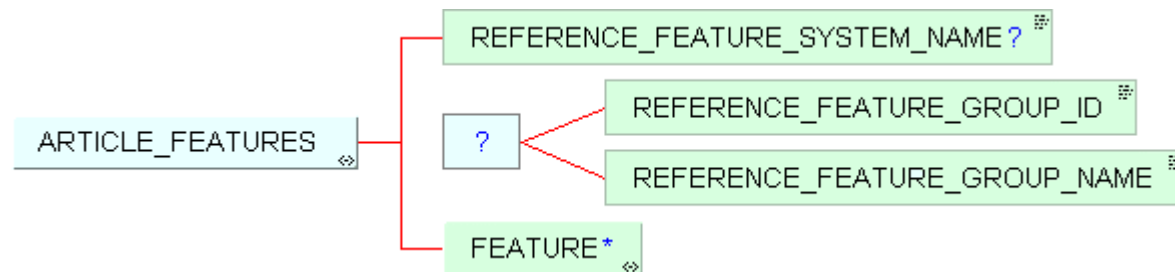 REFERENCE_FEATURE_SYSTEM_NAME?
REFERENCE_FEATURE_GROUP_ID
ARTICLE_FEATURES
?
REFERENCE_FEATURE_GROUP_NAME
FEATURE*